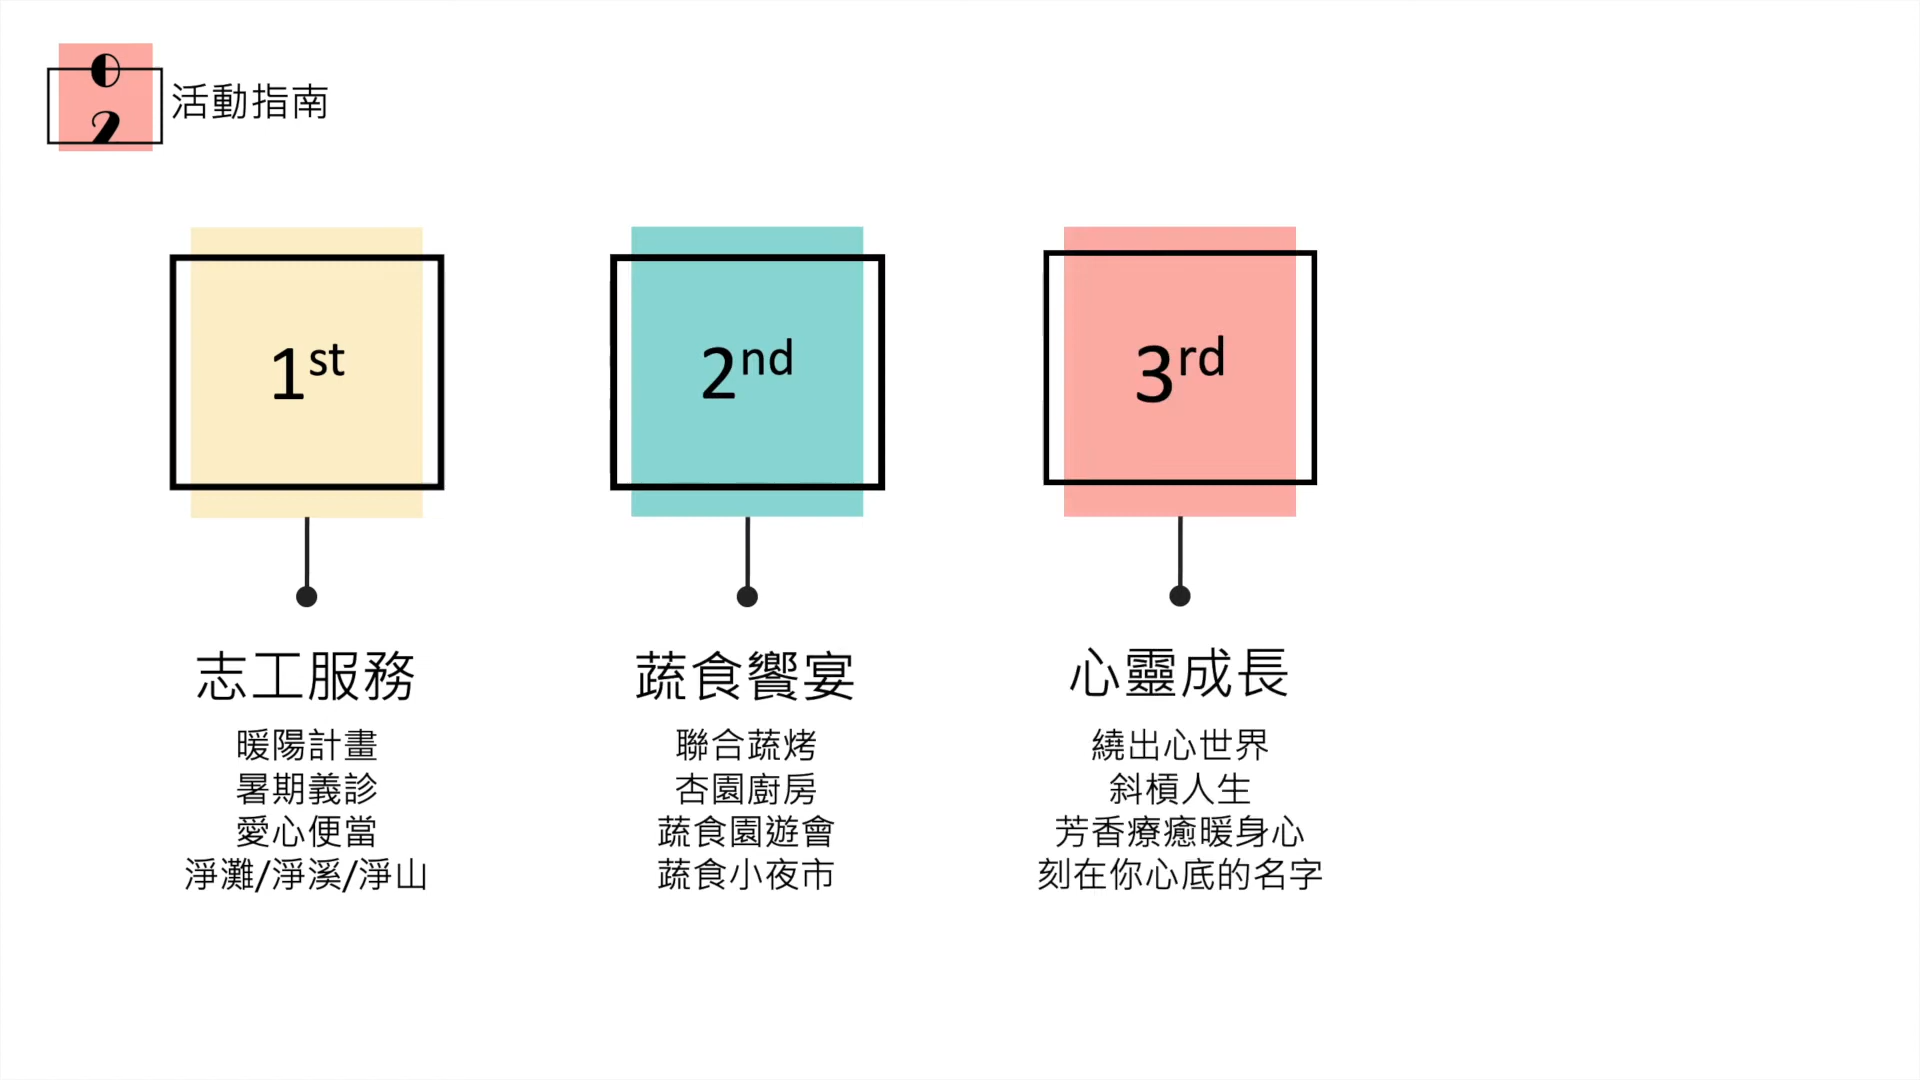 02
活動指南
1st
志工服務
暖陽計畫
暑期義診
愛心便當
淨灘/淨溪/淨山
2nd
蔬食饗宴
聯合蔬烤
杏園廚房
蔬食園遊會
蔬食小夜市
3rd
心靈成長
繞出心世界
斜槓人生
芳香療癒暖身心
刻在你心底的名字